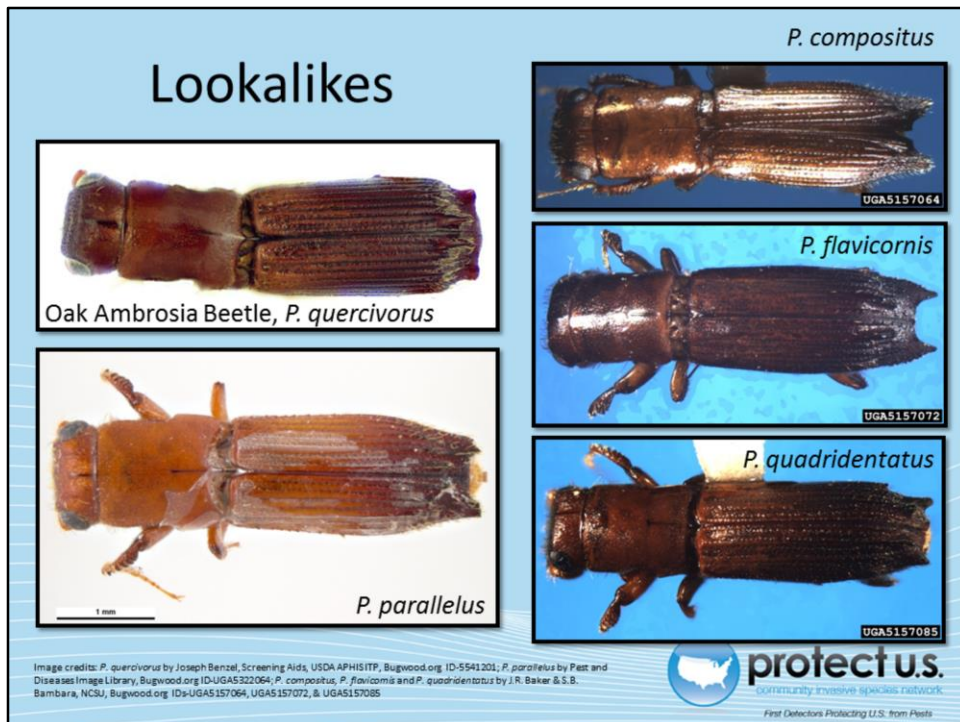 Lookalikes
Oak Ambrosia Beetle, P. quercivorus
1 mm
P. parallelus
P. compositus
UGA5157064
P. flavicornis
UGA5157072
P. quadridentatus
UGA5157085
Image credits: P. quercivorus by Joseph Benzel, Screening Aids, USDA APHIS ITP, Bugwood.org ID-5541201; P. parallelus by Pest and
Diseases Image Library, Bugwood.org ID-UGA5322064; P. compositus, P. flavicornis and P. quadridentatus by J.R. Baker & S.B.
Bambara, NCSU, Bugwood.org IDs-UGA5157064, UGA5157072, & UGA5157085
protect u.s.
community invasive species network
First Detectors Protecting U.S. from Pests